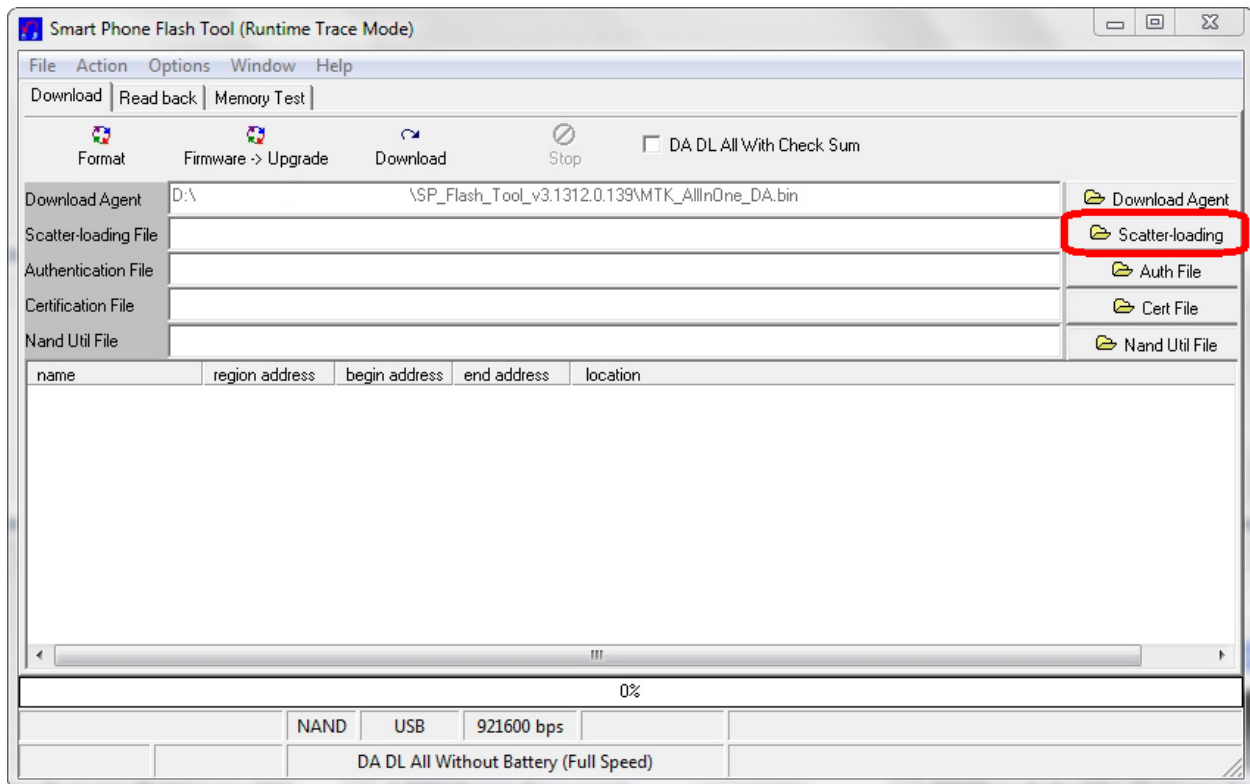 Smart Phone Flash Tool (Runtime Trace Mode)
File Action Options Window Help
Download Read back Memory Test
Format Firmware -> Upgrade Download Stop DA DL All With Check Sum
Download Agent D:\ \SP_Flash_Tool_v3.1312.0.139\MTK_AllInOne_DA.bin Download Agent
Scatter-loading File Scatter-loading
Authentication File Auth File
Certification File Cert File
Nand Util File Nand Util File
name region address begin address end address location
0%
NAND USB 921600 bps
DA DL All Without Battery (Full Speed)